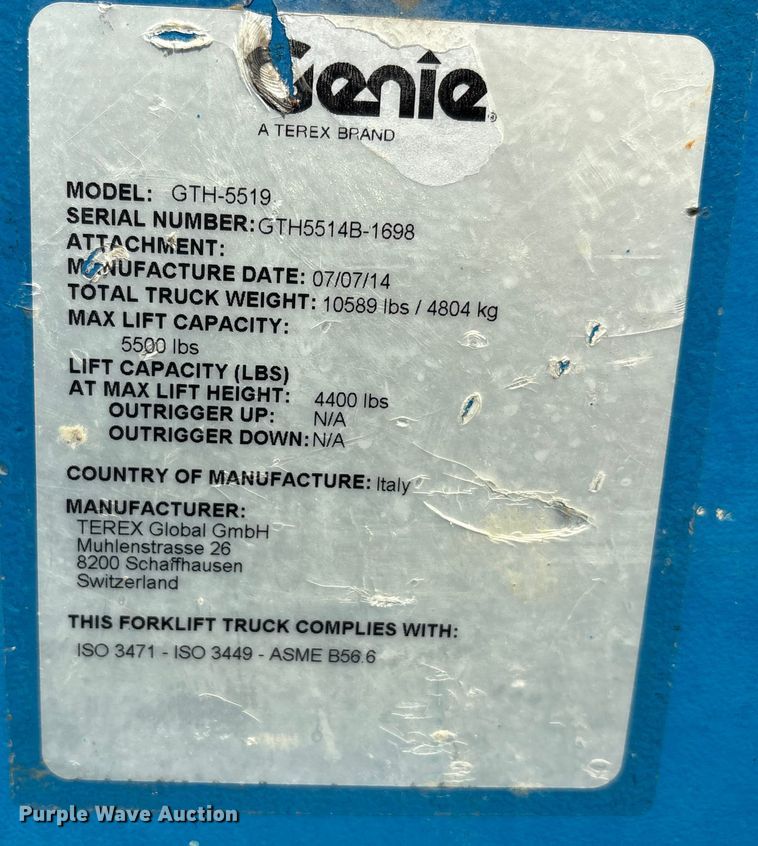 Genie®
A TEREX BRAND
MODEL: GTH-5519
SERIAL NUMBER: GTH5514B-1698
ATTACHMENT:
MANUFACTURE DATE: 07/07/14
TOTAL TRUCK WEIGHT: 10589 lbs / 4804 kg
MAX LIFT CAPACITY:
5500 lbs
LIFT CAPACITY (LBS)
AT MAX LIFT HEIGHT: 4400 lbs
OUTRIGGER UP: N/A
OUTRIGGER DOWN: N/A
COUNTRY OF MANUFACTURE: Italy
MANUFACTURER:
TEREX Global GmbH
Muhlenstrasse 26
8200 Schaffhausen
Switzerland
THIS FORKLIFT TRUCK COMPLIES WITH:
ISO 3471 - ISO 3449 - ASME B56.6
Purple Wave Auction